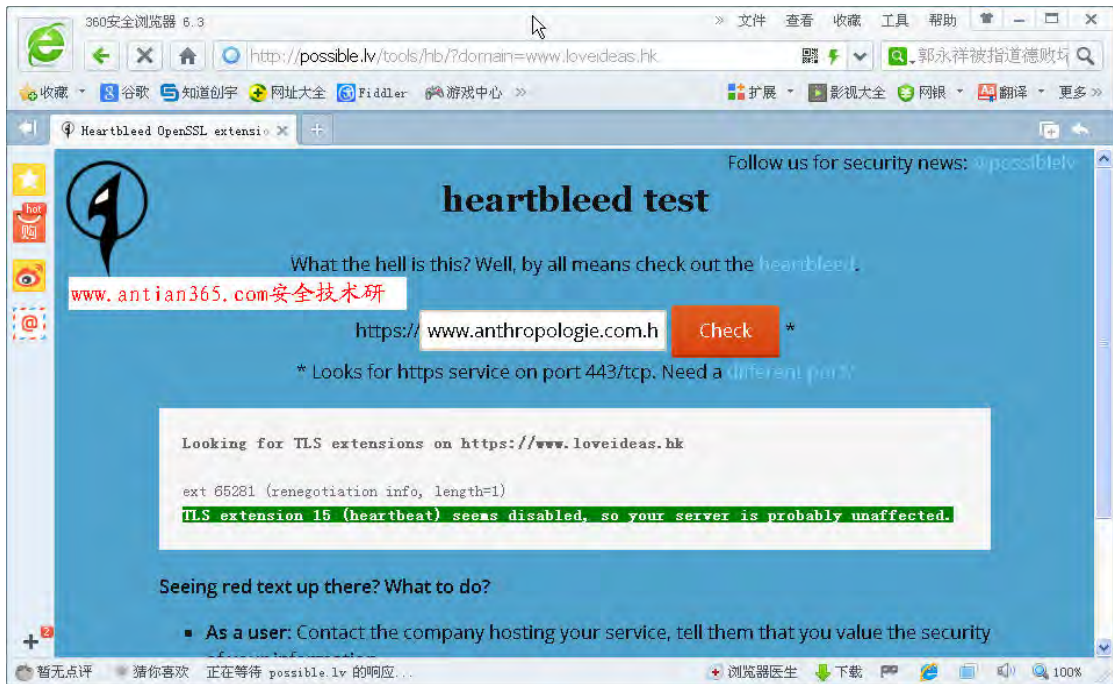 360安全浏览器 6.3
» 文件 查看 收藏 工具 帮助
http://possible.lv/tools/hb/?domain=www.loveideas.hk
郭永祥被指道德败坏
收藏 谷歌 知道创宇 网址大全 Fiddler 游戏中心 »
扩展 影视大全 网银 翻译 更多 »
Heartbleed OpenSSL extensio
Follow us for security news: @possiblelv
hot
购
heartbleed test
What the hell is this? Well, by all means check out the heartbleed.
www.antian365.com安全技术研
https:// www.anthropologie.com.h Check *
* Looks for https service on port 443/tcp. Need a different port?
Looking for TLS extensions on https://www.loveideas.hk
ext 65281 (renegotiation info, length=1)
TLS extension 15 (heartbeat) seems disabled, so your server is probably unaffected.
Seeing red text up there? What to do?
As a user: Contact the company hosting your service, tell them that you value the security
of your information
2
暂无点评 猜你喜欢 正在等待 possible.lv 的响应...
浏览器医生 下载 100%